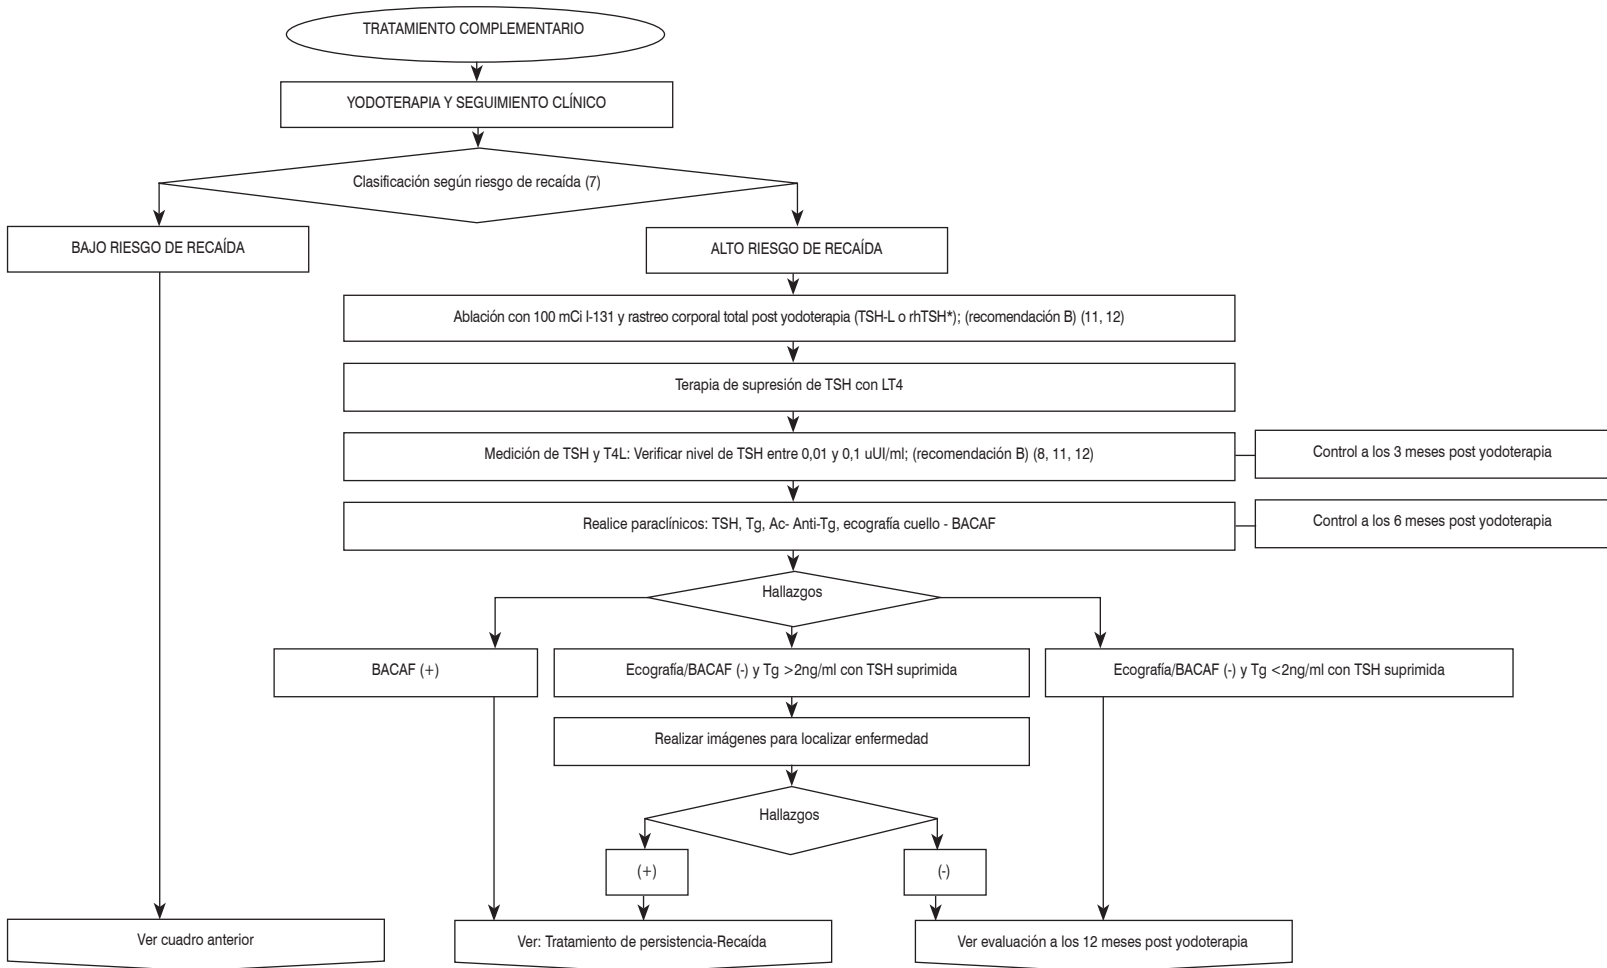 TRATAMIENTO COMPLEMENTARIO
YODOTERAPIA Y SEGUIMIENTO CLÍNICO
Clasificación según riesgo de recaída (7)
BAJO RIESGO DE RECAÍDA
ALTO RIESGO DE RECAÍDA
Ablación con 100 mCi I-131 y rastreo corporal total post yodoterapia (TSH-L o rhTSH*); (recomendación B) (11, 12)
Terapia de supresión de TSH con LT4
Medición de TSH y T4L: Verificar nivel de TSH entre 0,01 y 0,1 uUI/ml; (recomendación B) (8, 11, 12)
Control a los 3 meses post yodoterapia
Realice paraclínicos: TSH, Tg, Ac- Anti-Tg, ecografía cuello - BACAF
Control a los 6 meses post yodoterapia
Hallazgos
BACAF (+)
Ecografía/BACAF (-) y Tg >2ng/ml con TSH suprimida
Ecografía/BACAF (-) y Tg <2ng/ml con TSH suprimida
Realizar imágenes para localizar enfermedad
Hallazgos
(+)
(-)
Ver cuadro anterior
Ver: Tratamiento de persistencia-Recaída
Ver evaluación a los 12 meses post yodoterapia